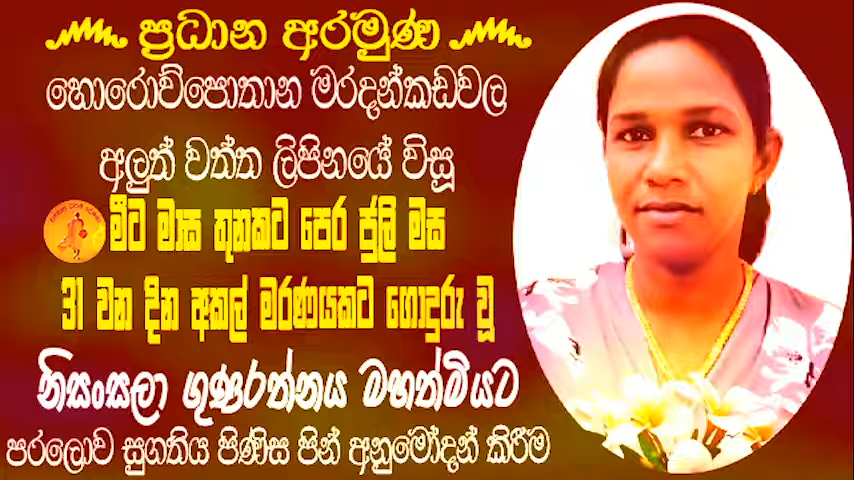 ප්‍රධාන අරමුණ
හොරොව්පොතාන මරදන්කඩවල
අලුත් වත්ත ලිපිනයේ විසූ
මීට මාස තුනකට පෙර ජුලි මස
31 වන දින අකල් මරණයකට ගොදුරු වූ
නිසංසලා ගුණරත්නය මහත්මියට
පරලොව සුගතිය පිණිස පින් අනුමෝදන් කිරීම